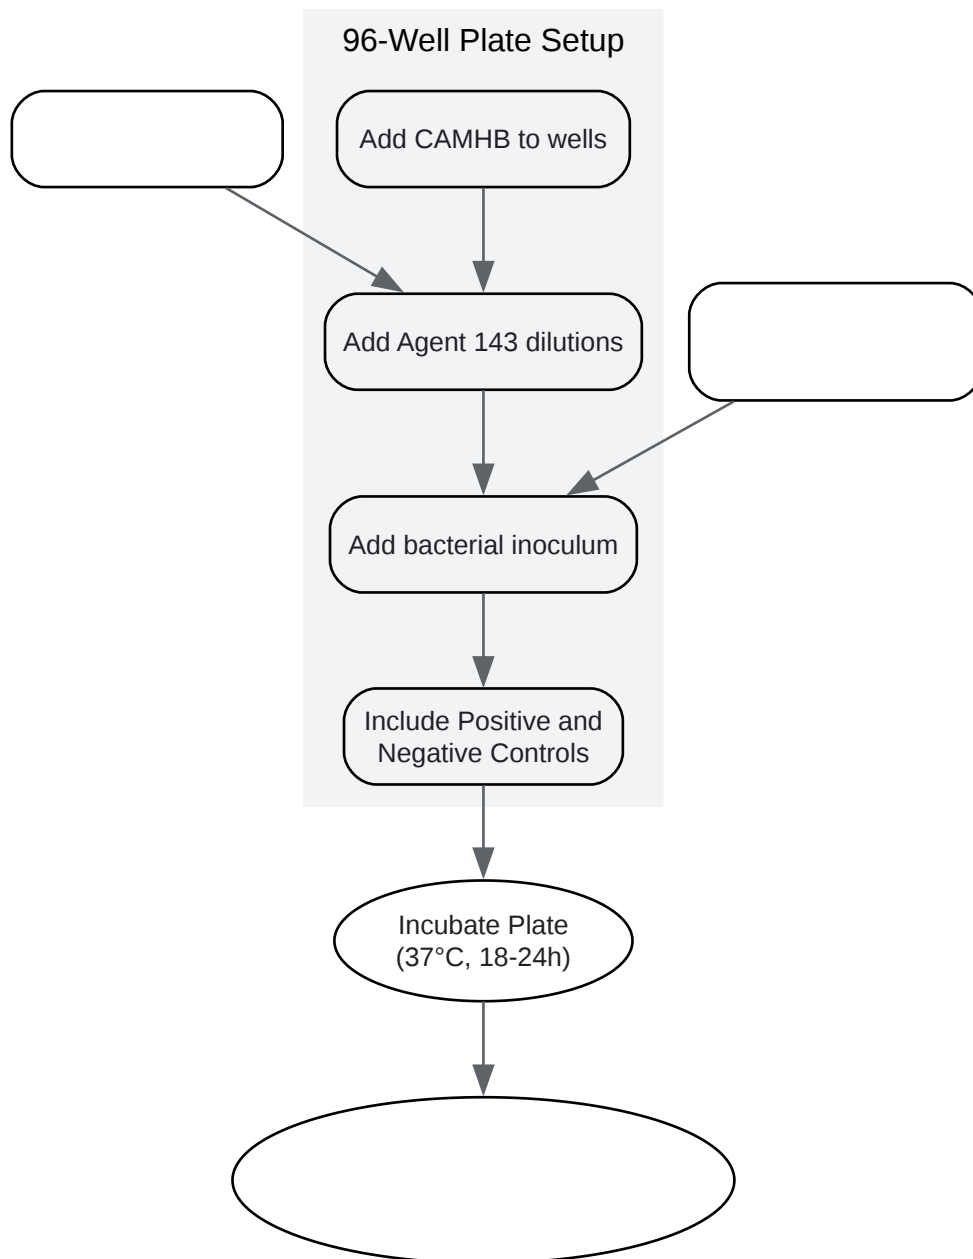 96-Well Plate Setup
Add CAMHB to wells
Add Agent 143 dilutions
Add bacterial inoculum
Include Positive and
Negative Controls
Incubate Plate
(37°C, 18-24h)